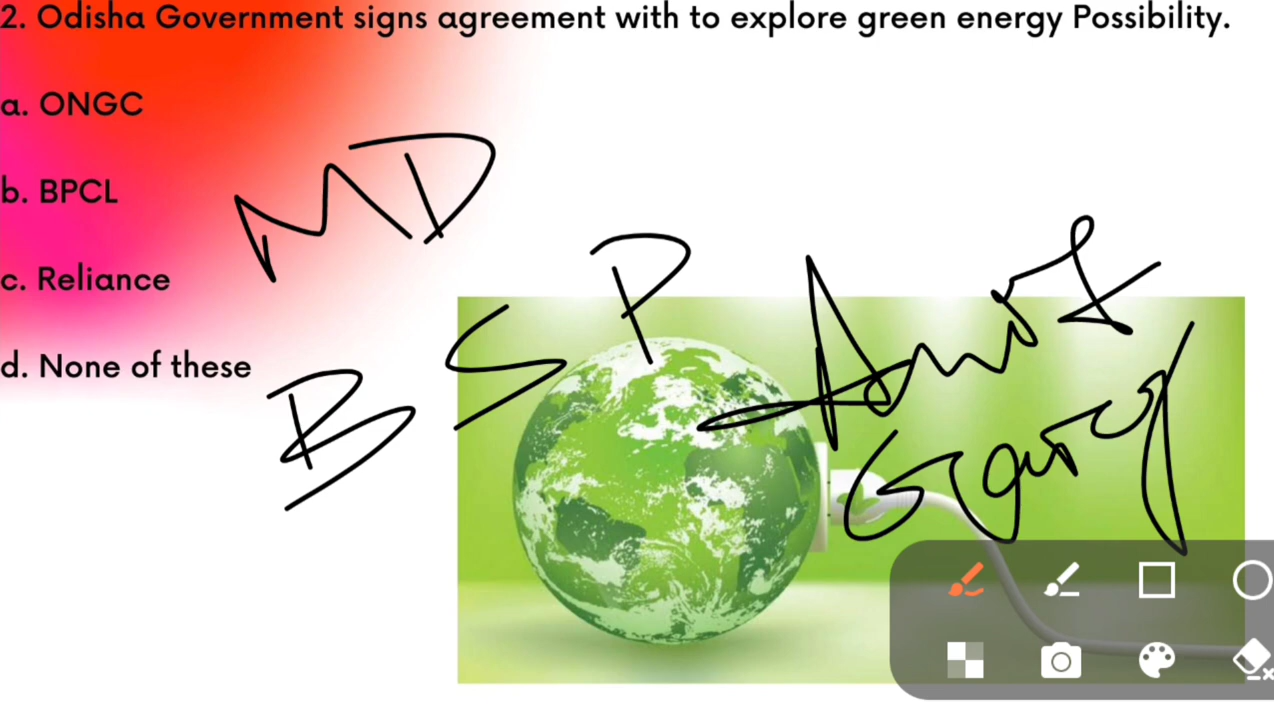 2. Odisha Government signs agreement with to explore green energy Possibility.
a. ONGC
b. BPCL
c. Reliance
d. None of these
MD
BSP Amit
Garg